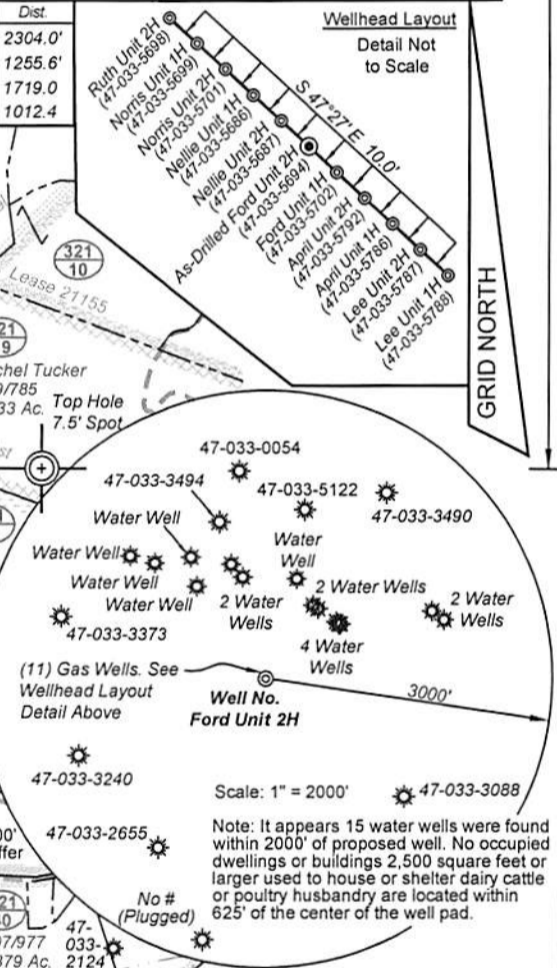 Dist.
2304.0'
1255.6'
1719.0
1012.4
Wellhead Layout
Detail Not
to Scale
S 47°27' E 10.0'
Ruth Unit 2H
(47-033-5698)
Norris Unit 1H
(47-033-5699)
Norris Unit 2H
(47-033-5701)
Nellie Unit 1H
(47-033-5686)
Nellie Unit 2H
(47-033-5687)
As-Drilled Ford Unit 2H
(47-033-5694)
Ford Unit 1H
(47-033-5702)
April Unit 2H
(47-033-5792)
April Unit 1H
(47-033-5786)
Lee Unit 2H
(47-033-5787)
Lee Unit 1H
(47-033-5788)
GRID NORTH
321
10
Lease 21155
21
9
chel Tucker
9/785
33 Ac.
Top Hole
7.5' Spot
47-033-0054
47-033-3494
47-033-5122
47-033-3490
Water Well
Water
Well
Water Well
Water Well
Water Well
2 Water
Wells
2 Water Wells
2 Water
Wells
4 Water
Wells
47-033-3373
(11) Gas Wells. See
Wellhead Layout
Detail Above
Well No.
Ford Unit 2H
3000'
47-033-3240
Scale: 1" = 2000'
47-033-3088
47-033-2655
Note: It appears 15 water wells were found
within 2000' of proposed well. No occupied
dwellings or buildings 2,500 square feet or
larger used to house or shelter dairy cattle
or poultry husbandry are located within
625' of the center of the well pad.
00'
ffer
No #
(Plugged)
21
40
47-
033-
2124
07/977
879 Ac.